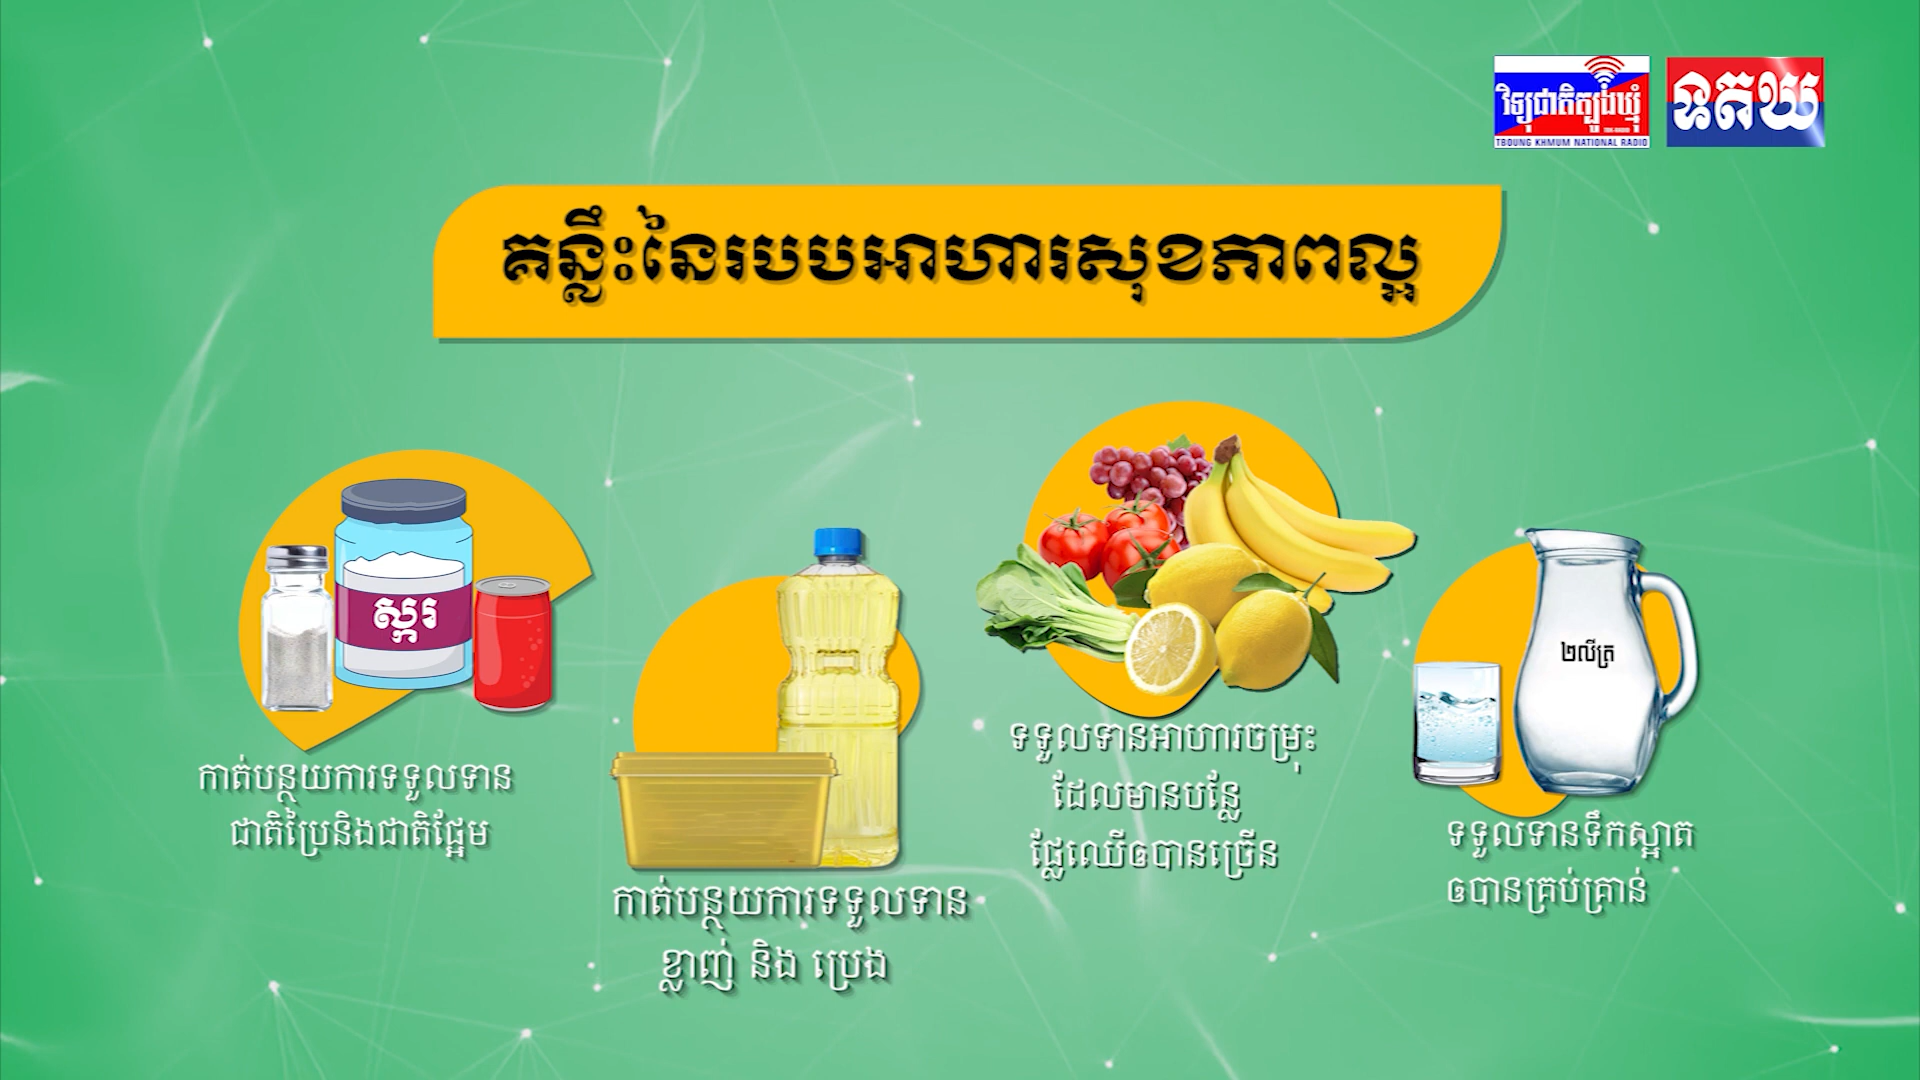 វិទ្យុជាតិត្បូងឃ្មុំ
TBOUNG KHMUM NATIONAL RADIO
ទតឃ
គន្លឹះនៃរបបអាហារសុខភាពល្អ
ស្ករ
កាត់បន្ថយការទទួលទាន
ជាតិប្រៃនិងជាតិផ្អែម
កាត់បន្ថយការទទួលទាន
ខ្លាញ់ និង ប្រេង
ទទួលទានអាហារចម្រុះ
ដែលមានបន្លែ
ផ្លែឈើឲបានច្រើន
២លីត្រ
ទទួលទានទឹកស្អាត
ឲបានគ្រប់គ្រាន់